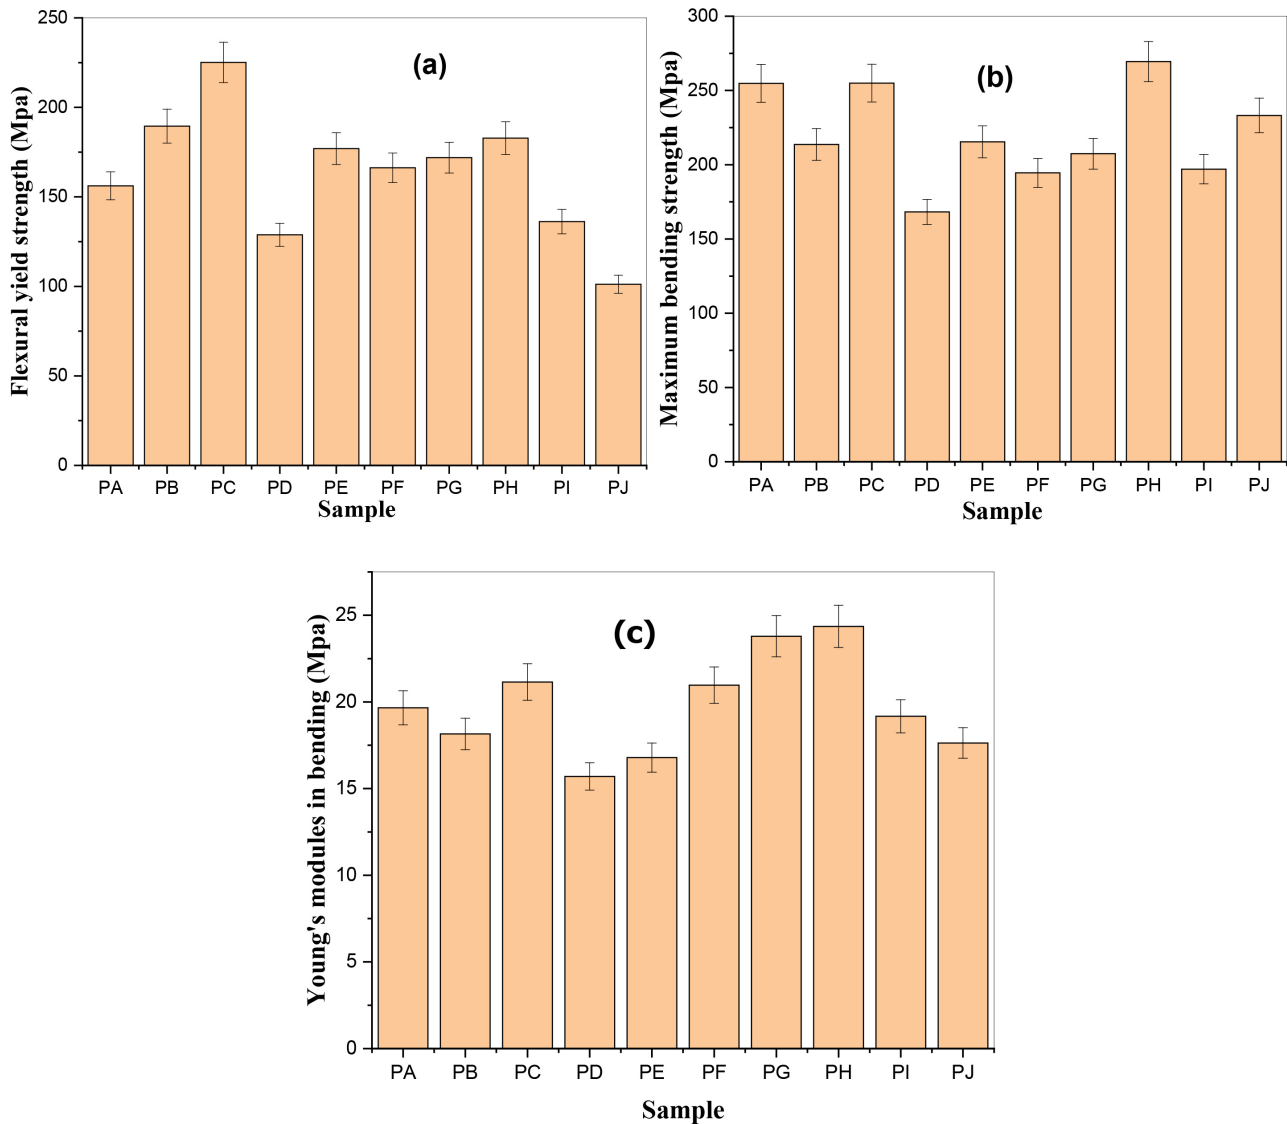 (a)
Flexural yield strength (Mpa)
250
200
150
100
50
0
PA PB PC PD PE PF PG PH PI PJ
Sample
(b)
Maximum bending strength (Mpa)
300
250
200
150
100
50
0
PA PB PC PD PE PF PG PH PI PJ
Sample
(c)
Young's modules in bending (Mpa)
25
20
15
10
5
0
PA PB PC PD PE PF PG PH PI PJ
Sample